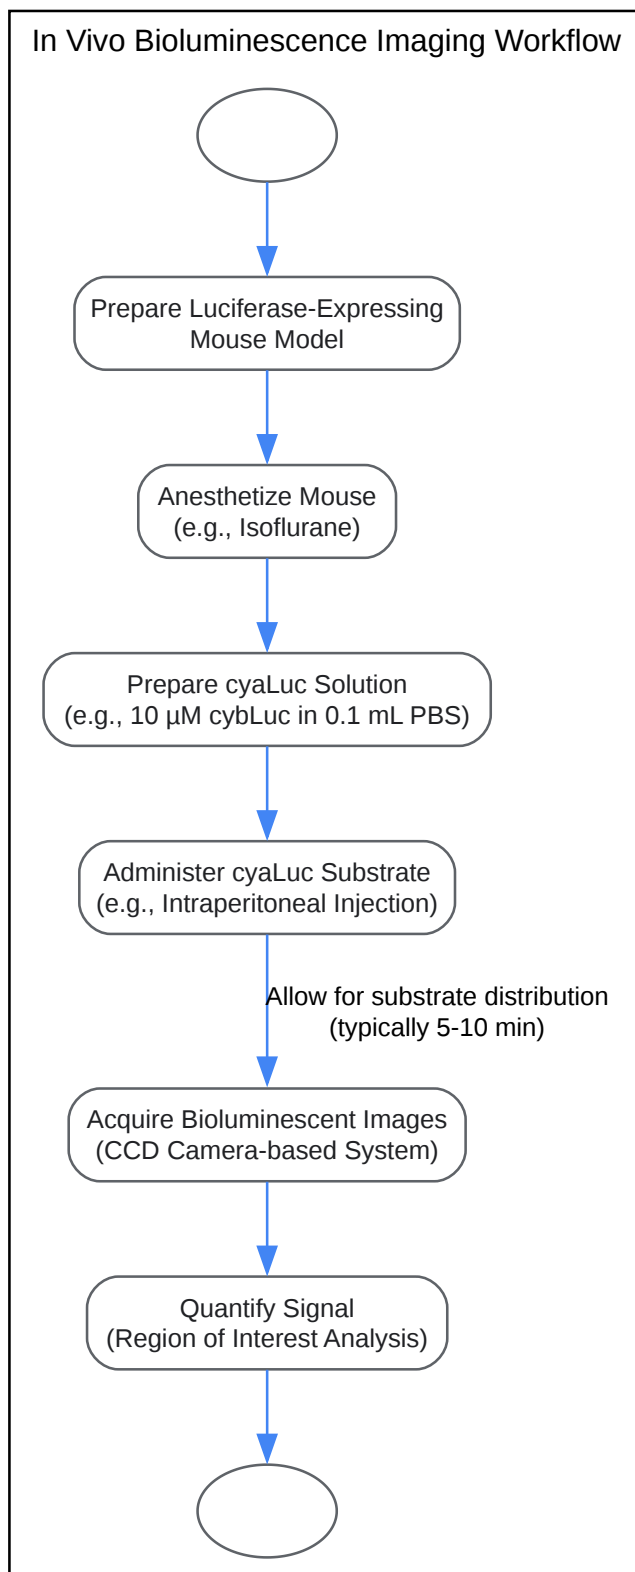 In Vivo Bioluminescence Imaging Workflow
Prepare Luciferase-Expressing
Mouse Model
Anesthetize Mouse
(e.g., Isoflurane)
Prepare cyaLuc Solution
(e.g., 10 µM cybLuc in 0.1 mL PBS)
Administer cyaLuc Substrate
(e.g., Intraperitoneal Injection)
Allow for substrate distribution
(typically 5-10 min)
Acquire Bioluminescent Images
(CCD Camera-based System)
Quantify Signal
(Region of Interest Analysis)